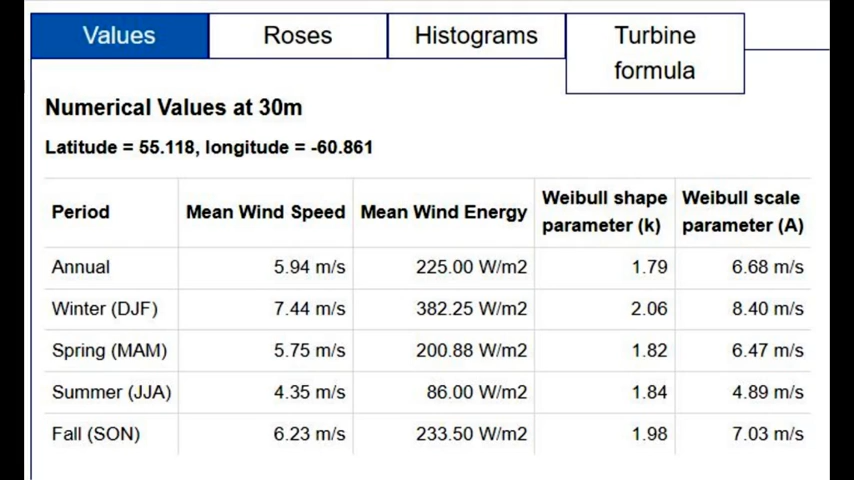 Values Roses Histograms Turbine formula
Numerical Values at 30m
Latitude = 55.118, longitude = -60.861
Period Mean Wind Speed Mean Wind Energy Weibull shape parameter (k) Weibull scale parameter (A)
Annual 5.94 m/s 225.00 W/m2 1.79 6.68 m/s
Winter (DJF) 7.44 m/s 382.25 W/m2 2.06 8.40 m/s
Spring (MAM) 5.75 m/s 200.88 W/m2 1.82 6.47 m/s
Summer (JJA) 4.35 m/s 86.00 W/m2 1.84 4.89 m/s
Fall (SON) 6.23 m/s 233.50 W/m2 1.98 7.03 m/s